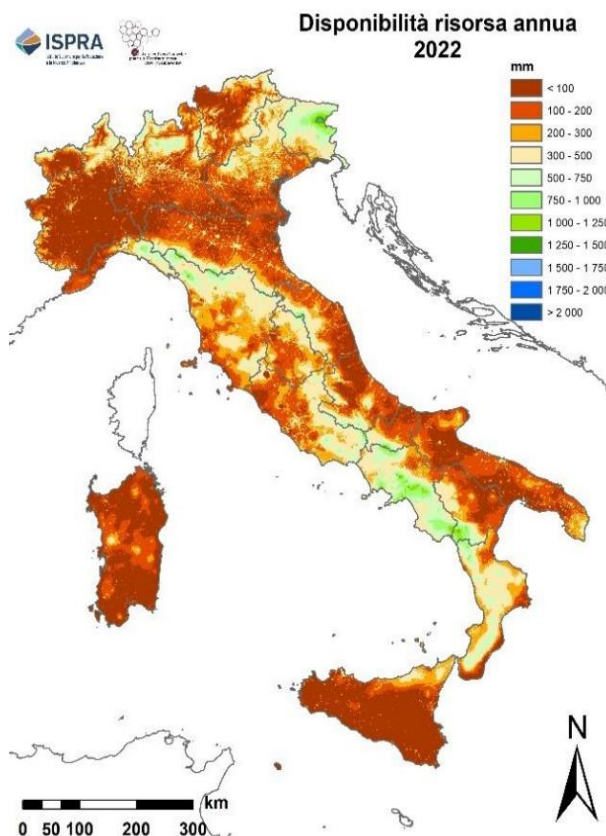 ISPRA
Disponibilità risorsa annua
2022
mm
< 100
100 - 200
200 - 300
300 - 500
500 - 750
750 - 1 000
1 000 - 1 250
1 250 - 1 500
1 500 - 1 750
1 750 - 2 000
> 2 000
N
km
0 50 100 200 300